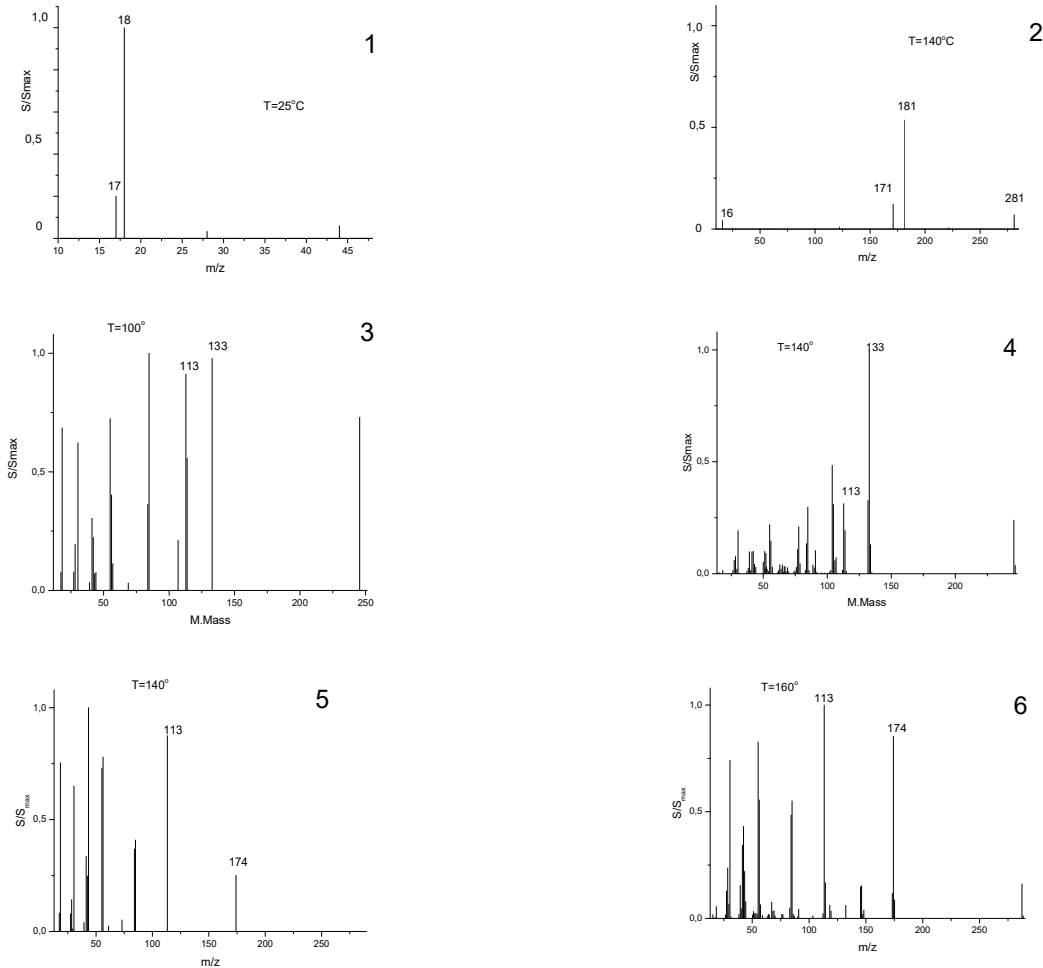 1,0
18
1
S/Smax
T=25°C
0,5
17
0
10 15 20 25 30 35 40 45
m/z
1,0
T=140°C
2
S/Smax
181
0,5
171
16
281
0
50 100 150 200 250
m/z
T=100°
3
1,0
133
113
S/Smax
0,5
0,0
50 100 150 200 250
M.Mass
T=140°
4
1,0
133
S/Smax
0,5
113
0,0
50 100 150 200
M.Mass
T=140°
5
1,0
113
S/Smax
0,5
174
0,0
50 100 150 200 250
m/z
T=160°
6
1,0
113
174
S/Smax
0,5
0,0
50 100 150 200 250
m/z